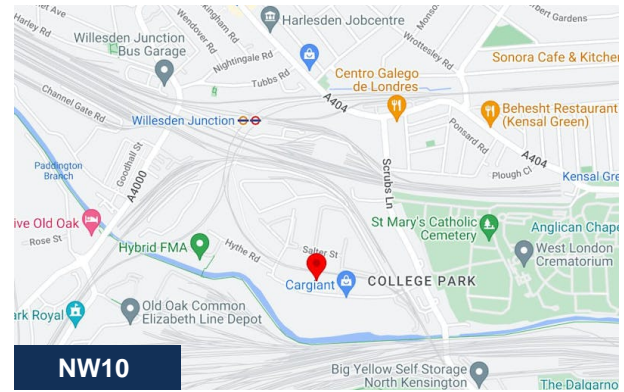 Harley Rd
Willesden Junction
Bus Garage
Wendover Rd
Harlesden Jobcentre
Nightingale Rd
Tubbs Rd
Wrottesley Rd
Sonora Cafe & Kitchen
Channel Gate Rd
Centro Galego
de Londres
A404
Behesht Restaurant
(Kensal Green)
Willesden Junction
Ponsard Rd
A404
Plough Cl
Kensal Gre
Paddington
Branch
Goodhall St
A4000
Scrubs Ln
ive Old Oak
Rose St
Hybrid FMA
Hythe Rd
Salter St
St Mary's Catholic
Cemetery
Anglican Chape
West London
Crematorium
Cargiant
COLLEGE PARK
ark Royal
Old Oak Common
Elizabeth Line Depot
NW10
Big Yellow Self Storage
North Kensington
The Dalgarno